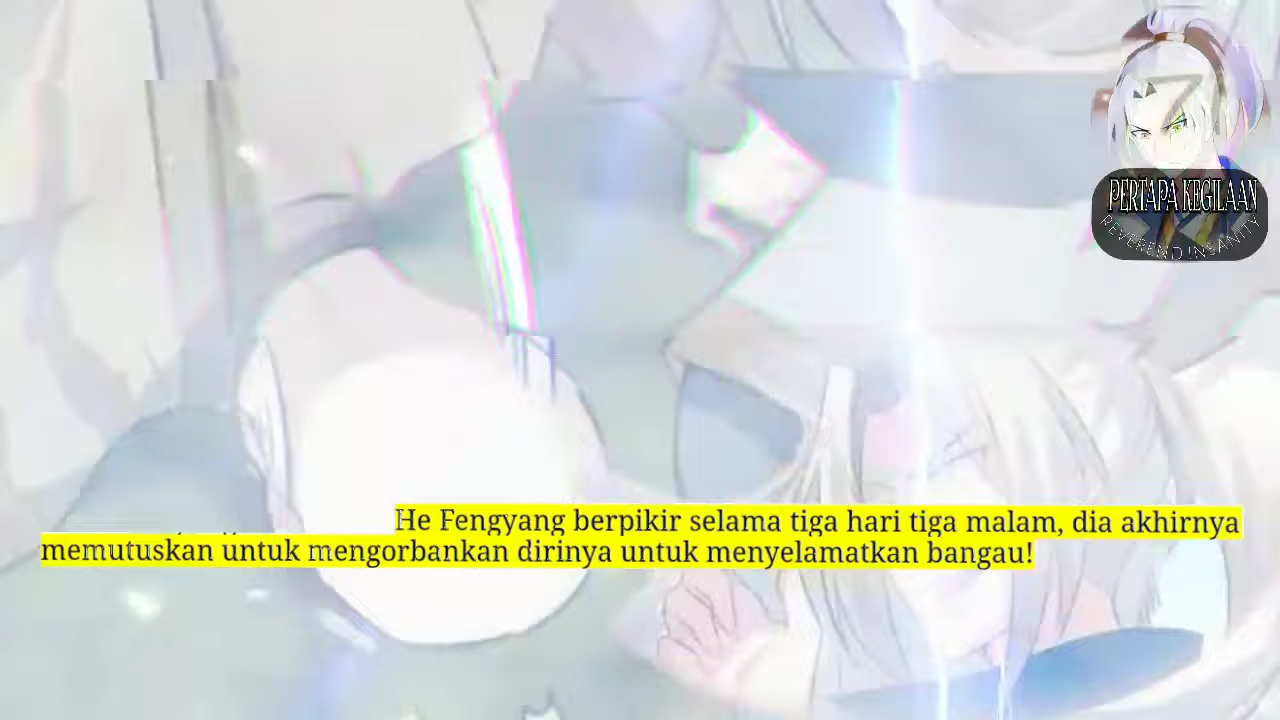 PERTAPA KEGILAAN
REVEREND INSANITY
He Fengyang berpikir selama tiga hari tiga malam, dia akhirnya
memutuskan untuk mengorbankan dirinya untuk menyelamatkan bangau!